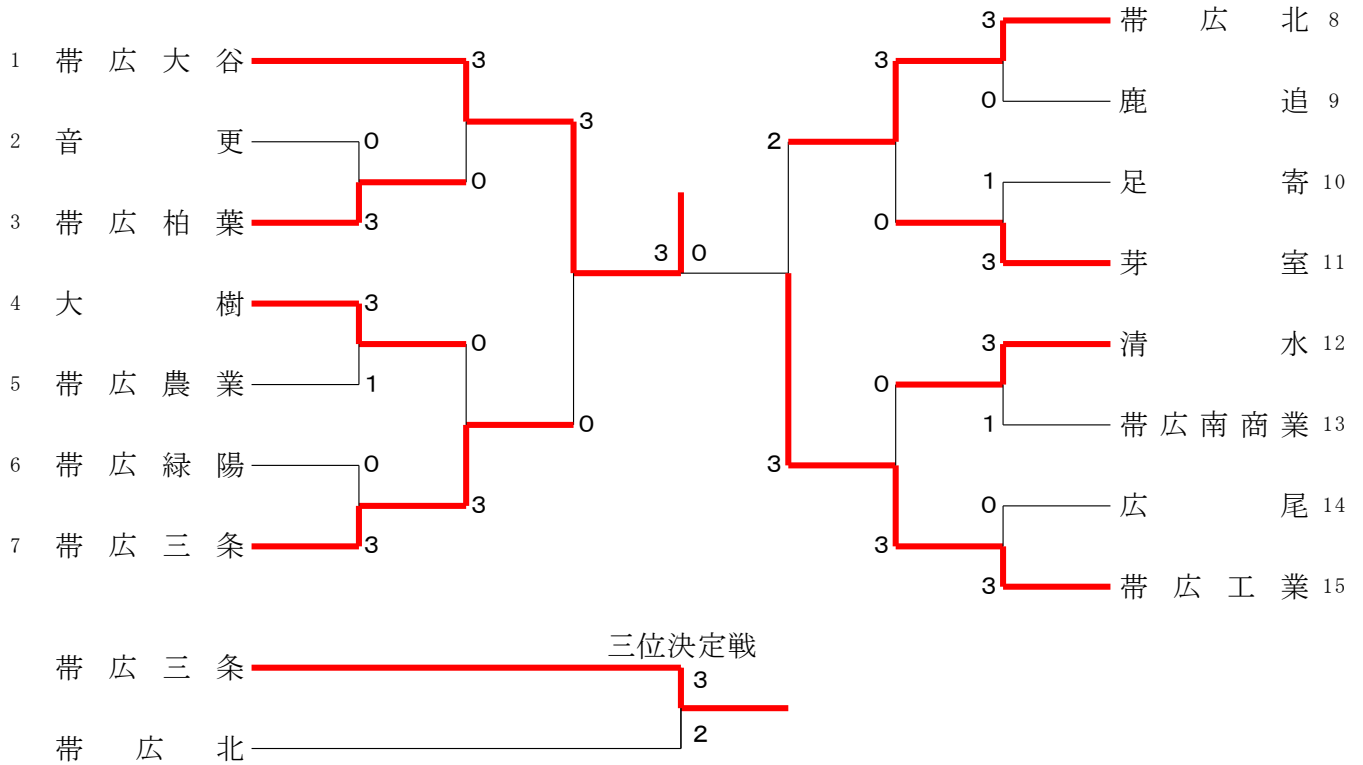 1 帯広大谷 3
2 音更 0
3 帯広柏葉 3
0
3
4 大樹 3
5 帯広農業 1
0
6 帯広緑陽 0
7 帯広三条 3
3
0
3 0
3 帯広北 8
0 鹿追 9
3
1 足寄 10
3 芽室 11
0
2
3 清水 12
1 帯広南商業 13
0
0 広尾 14
3 帯広工業 15
3
3
三位決定戦
帯広三条 3
帯広北 2